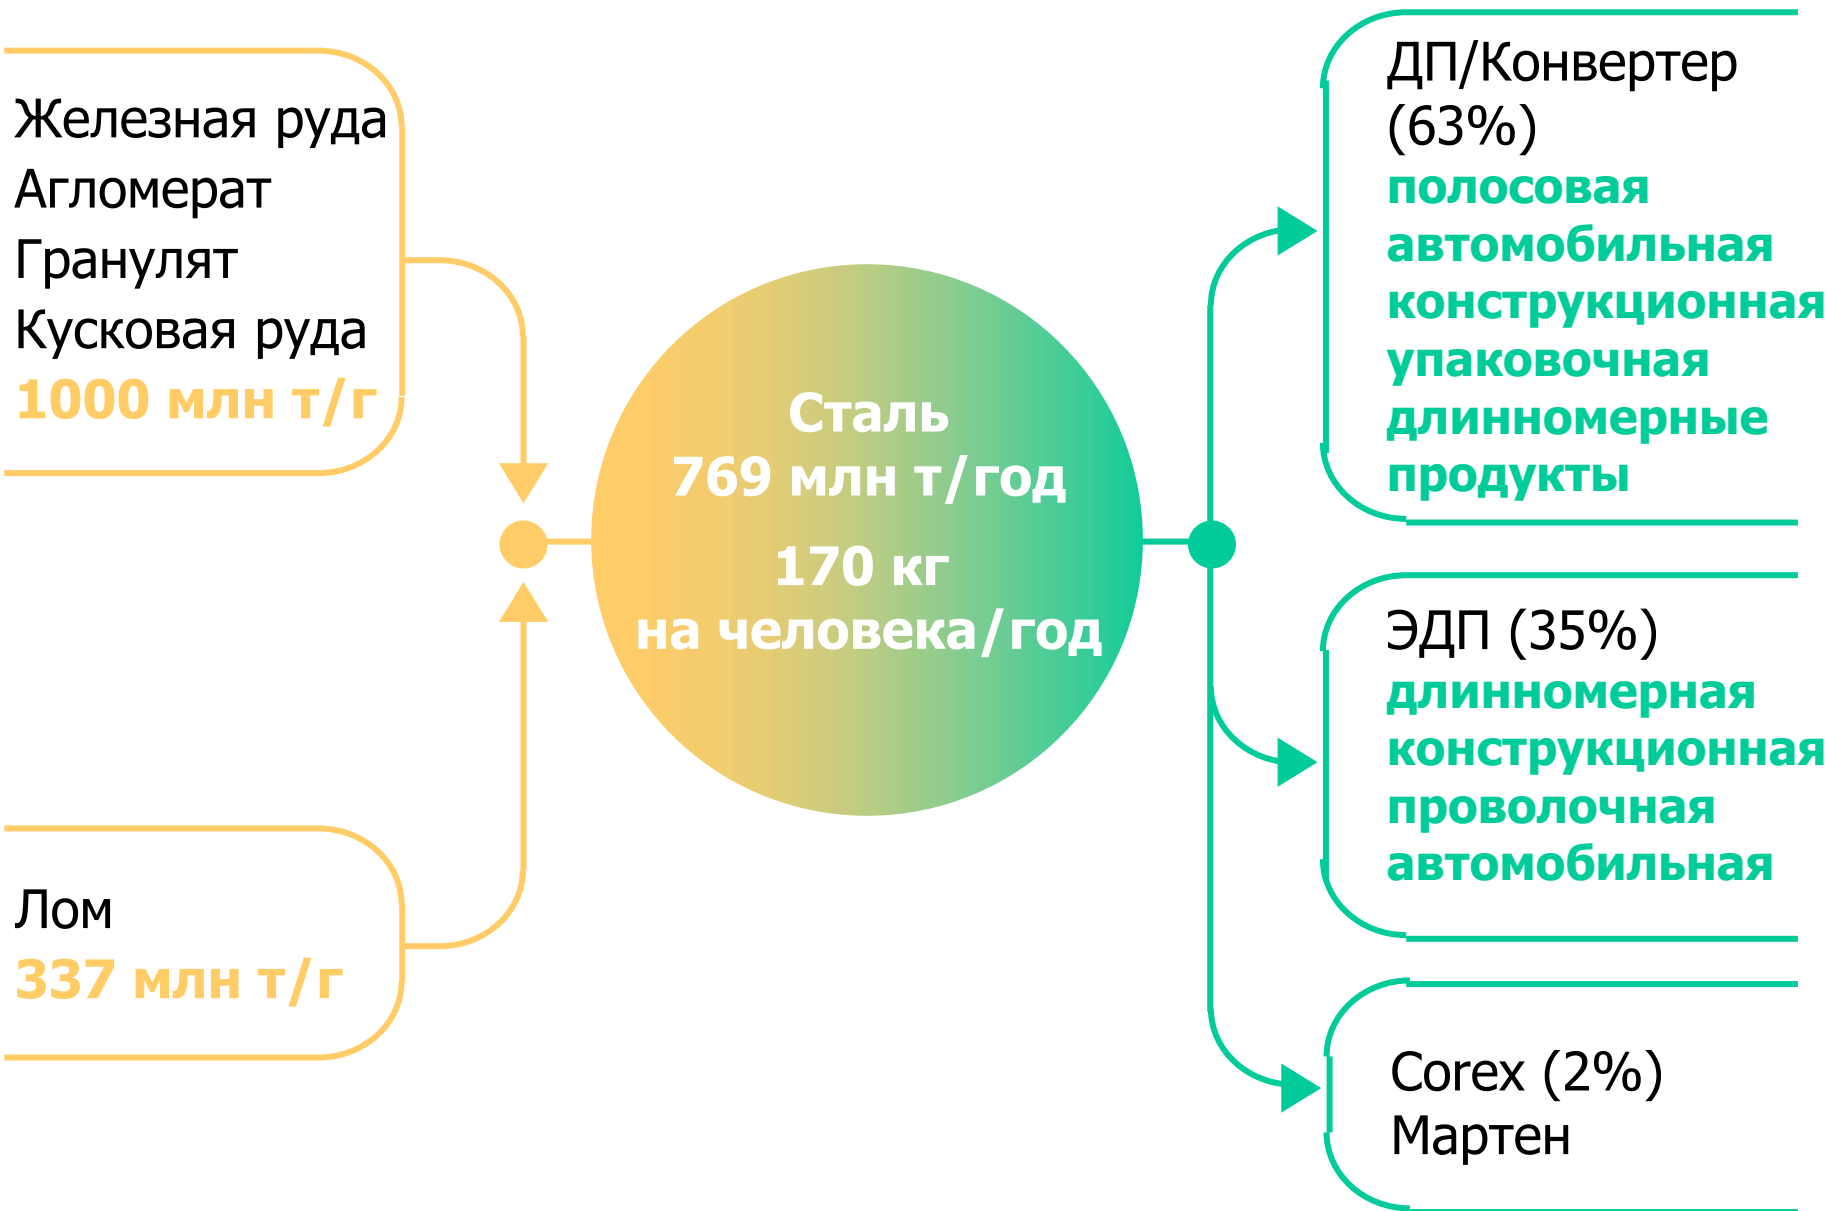 Железная руда
Агломерат
Гранулят
Кусковая руда
1000 млн т/г
Лом
337 млн т/г
Сталь
769 млн т/год
170 кг
на человека/год
ДП/Конвертер
(63%)
полосовая
автомобильная
конструкционная
упаковочная
длинномерные
продукты
ЭДП (35%)
длинномерная
конструкционная
проволочная
автомобильная
Corex (2%)
Мартен